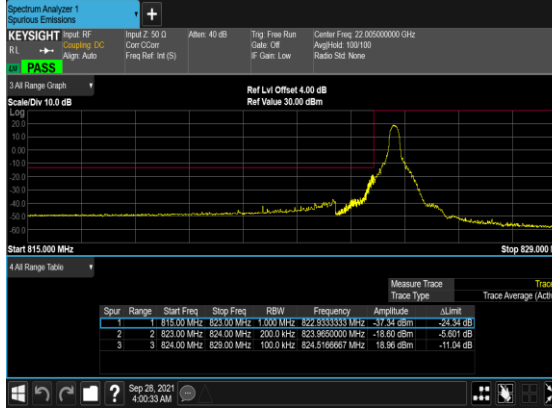 Spectrum Analyzer 1
Spurious Emissions
+
KEYSIGHT Input: RF Input Z: 50 Ω Atten: 40 dB Trig: Free Run Center Freq: 22.005000000 GHz
RL Coupling: DC Corr CCorr Gate: Off Avg|Hold: 100/100
Align: Auto Freq Ref: Int (S) IF Gain: Low Radio Std: None
PASS
3 All Range Graph
Ref Lvl Offset 4.00 dB
Scale/Div 10.0 dB Ref Value 30.00 dBm
Log
20.0
10.0
0.00
-10.0
-20.0
-30.0
-40.0
-50.0
-60.0
Start 815.000 MHz Stop 829.000
4 All Range Table
Measure Trace Trace
Trace Type Trace Average (Acti
Spur Range Start Freq Stop Freq RBW Frequency Amplitude ΔLimit
1 1 815.00 MHz 823.00 MHz 1.000 MHz 822.9333333 MHz -37.34 dBm -24.34 dB
2 2 823.00 MHz 824.00 MHz 200.0 kHz 823.9650000 MHz -18.60 dBm -5.601 dB
3 3 824.00 MHz 829.00 MHz 100.0 kHz 824.5166667 MHz 18.96 dBm -11.04 dB
? Sep 28, 2021
4:00:33 AM